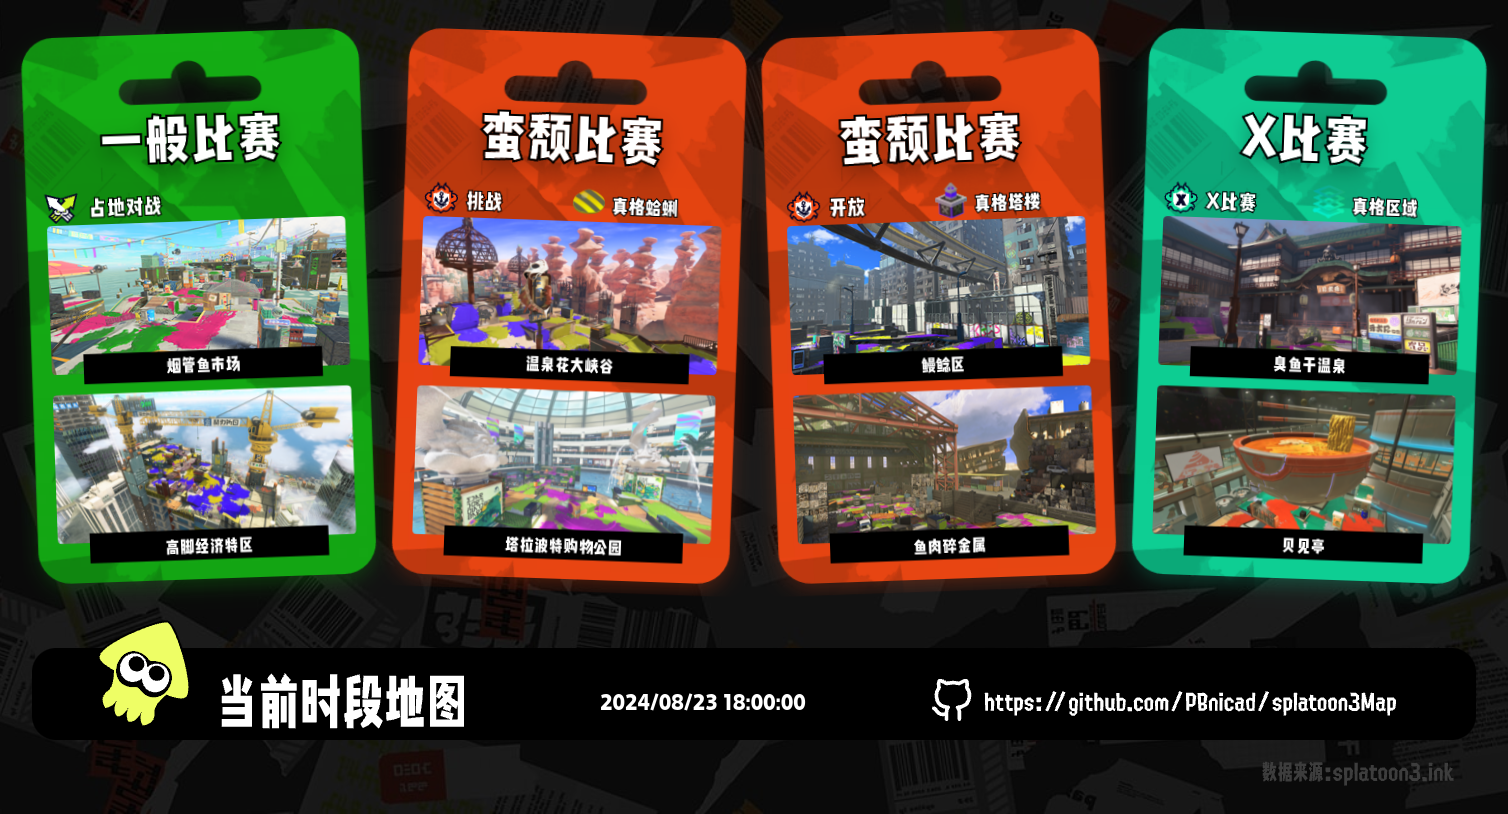 一般比赛
占地对战
烟管鱼市场
高脚经济特区
蛮颓比赛
挑战
真格蛤蜊
温泉花大峡谷
塔拉波特购物公园
蛮颓比赛
开放
真格塔楼
鳗鲶区
鱼肉碎金属
X比赛
X比赛
真格区域
臭鱼干温泉
贝见亭
当前时段地图
2024/08/23 18:00:00
https://github.com/PBnicad/splatoon3Map
数据来源:splatoon3.ink